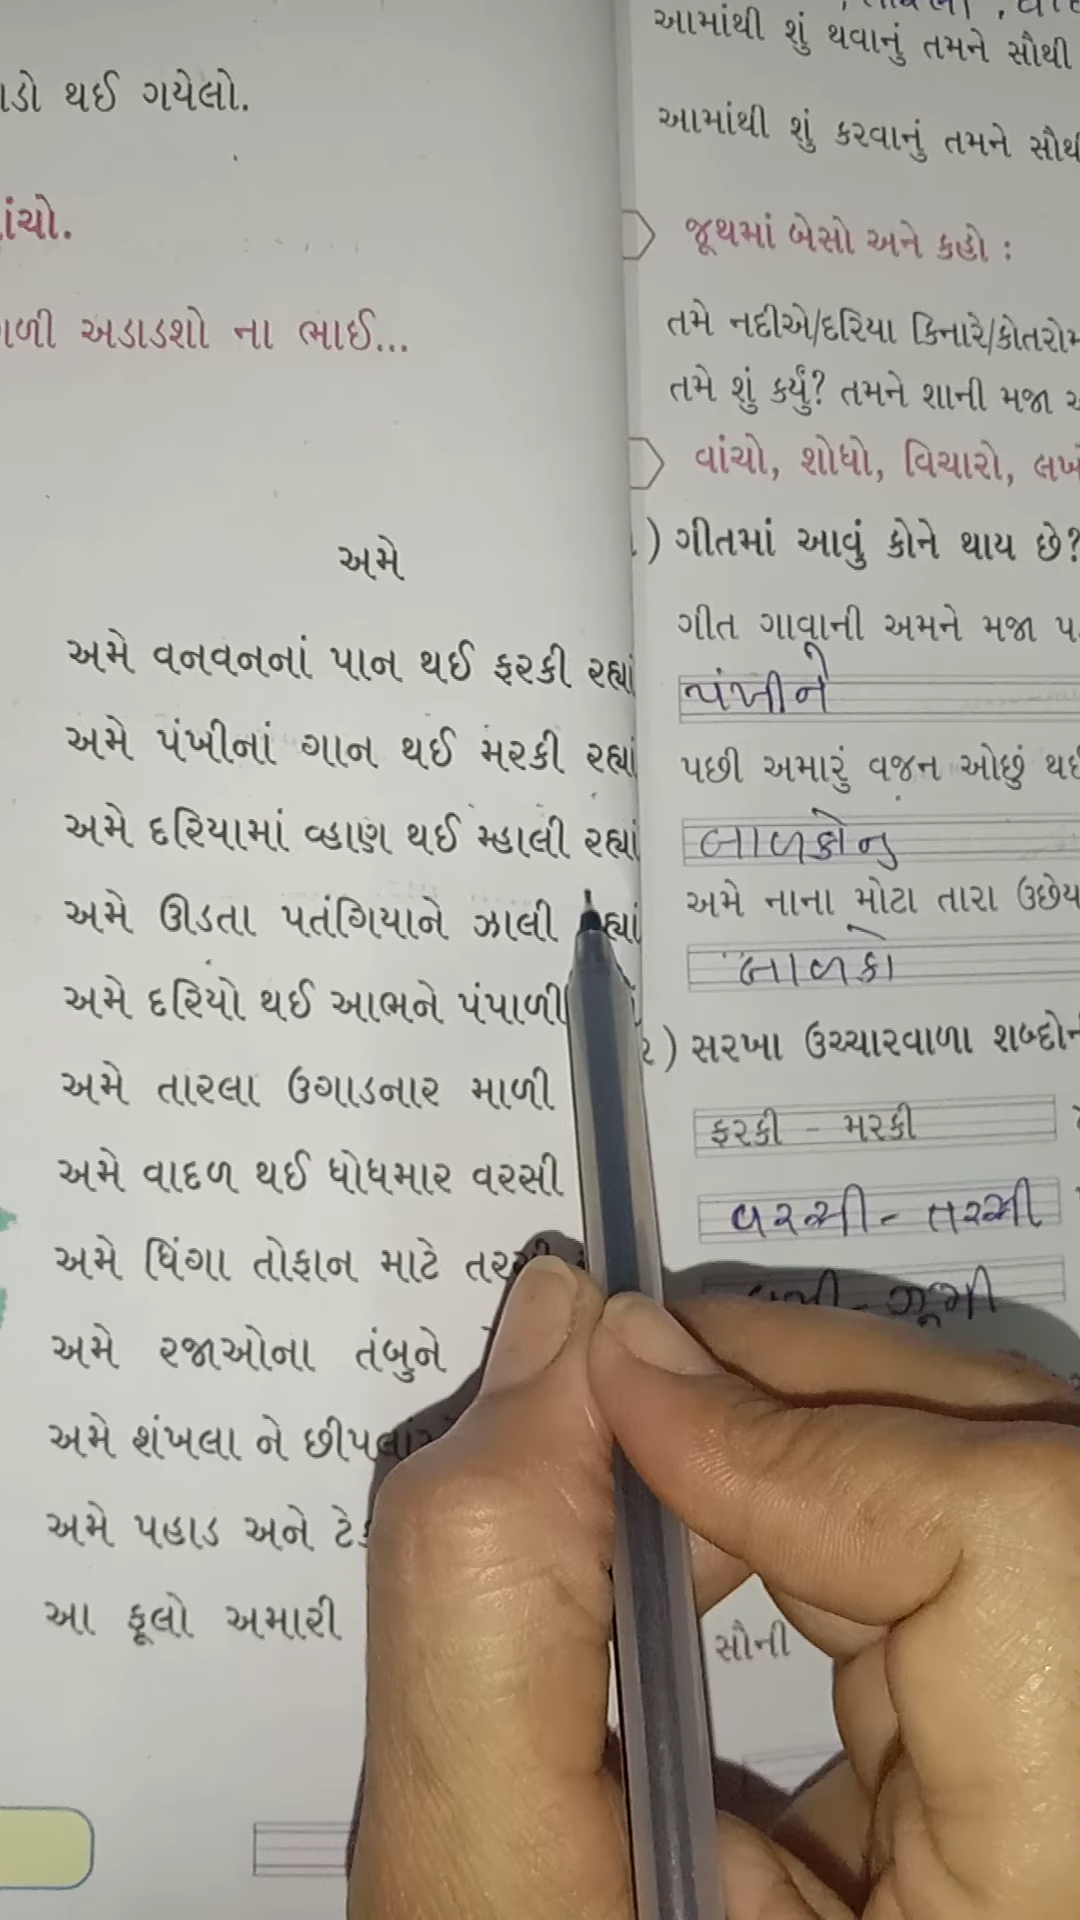 થઈ ગયેલો.
અડાડશો ના ભાઈ...
અમે
અમે વનવનનાં પાન થઈ ફરકી રહ્યાં
અમે પંખીનાં ગાન થઈ મરકી રહ્યાં
અમે દરિયામાં વ્હાણ થઈ મ્હાલી રહ્યાં
અમે ઊડતા પતંગિયાને ઝાલી
અમે દરિયો થઈ આભને પંપાળી
અમે તારલા ઉગાડનાર માળી
અમે વાદળ થઈ ધોધમાર વરસી
અમે ધિંગા તોફાન માટે
અમે રજાઓના તંબુને
અમે શંખલા ને
અમે પહાડ અને
આ ફૂલો અમારી
આમાંથી શું થવાનું તમને સૌથી
આમાંથી શું કરવાનું તમને સૌથી
જૂથમાં બેસો અને કહો :
તમે નદીએ/દરિયા કિનારે/
તમે શું કર્યું? તમને શાની મજા
વાંચો, શોધો, વિચારો,
) ગીતમાં આવું કોને થાય છે?
ગીત ગાવાની અમને મજા
પંખીને
પછી અમારું વજન ઓછું
બાળકોનુ
અમે નાના મોટા તારા
બાળકો
૨) સરખા ઉચ્ચારવાળા
ફરકી - મરકી
વરસી - તરસી
ઝૂમી
સૌની